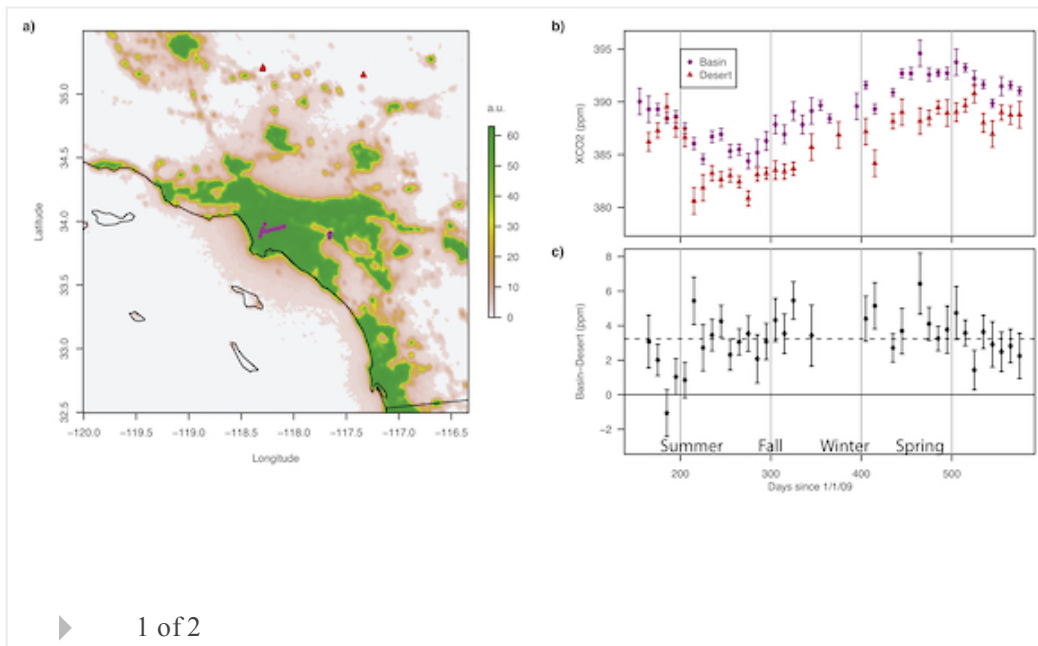 a)
35.0
34.5
34.0
33.5
33.0
32.5
Latitude
−120.0 −119.5 −119.0 −118.5 −118.0 −117.5 −117.0 −116.5
Longitude
a.u.
60
50
40
30
20
10
0
b)
395
390
385
380
XCO2 (ppm)
Basin
Desert
c)
8
6
4
2
0
−2
Basin−Desert (ppm)
Summer Fall Winter Spring
200 300 400 500
Days since 1/1/09
1 of 2